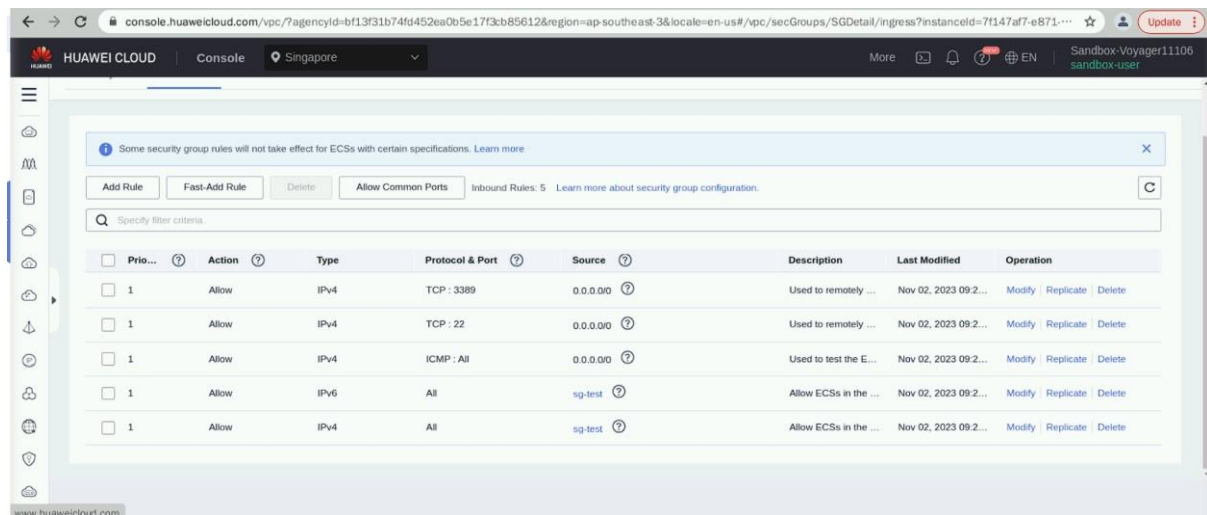 console.huaweicloud.com/vpc/?agencyId=bf13f31b74fd452ea0b5e17f3cb85612&region=ap-southeast-3&locale=en-us#/vpc/secGroups/SGDetail/ingress?instanceId=7f147af7-e871-...
Update
HUAWEI
HUAWEI CLOUD Console Singapore More NEW EN Sandbox-Voyager11106
sandbox-user
Some security group rules will not take effect for ECSs with certain specifications. Learn more
Add Rule Fast-Add Rule Delete Allow Common Ports Inbound Rules: 5 Learn more about security group configuration.
Specify filter criteria.
Prio... Action Type Protocol & Port Source Description Last Modified Operation
1 Allow IPv4 TCP : 3389 0.0.0.0/0 Used to remotely ... Nov 02, 2023 09:2... Modify Replicate Delete
1 Allow IPv4 TCP : 22 0.0.0.0/0 Used to remotely ... Nov 02, 2023 09:2... Modify Replicate Delete
1 Allow IPv4 ICMP : All 0.0.0.0/0 Used to test the E... Nov 02, 2023 09:2... Modify Replicate Delete
1 Allow IPv6 All sg-test Allow ECSs in the ... Nov 02, 2023 09:2... Modify Replicate Delete
1 Allow IPv4 All sg-test Allow ECSs in the ... Nov 02, 2023 09:2... Modify Replicate Delete
www.huaweicloud.com